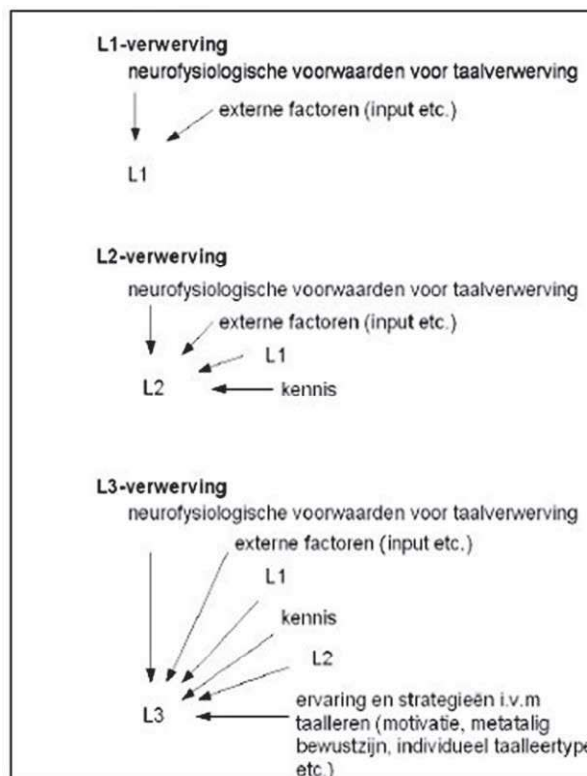 L1-verwerving
neurofysiologische voorwaarden voor taalverwerving
externe factoren (input etc.)
L1
L2-verwerving
neurofysiologische voorwaarden voor taalverwerving
externe factoren (input etc.)
L1
L2
kennis
L3-verwerving
neurofysiologische voorwaarden voor taalverwerving
externe factoren (input etc.)
L1
kennis
L2
L3
ervaring en strategieën i.v.m
taalleren (motivatie, metatalig
bewustzijn, individueel taalleertype
etc.)